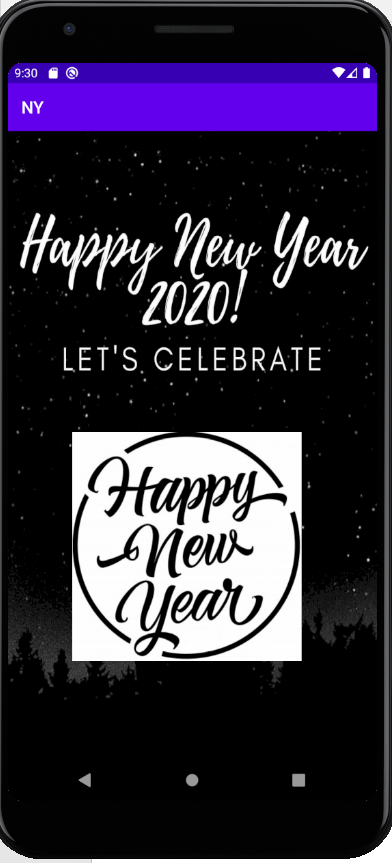 9:30
NY
Happy New Year
2020!
LET'S CELEBRATE
Happy
New
Year